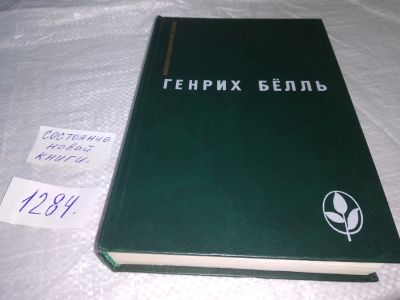 ГЕНРИХ БЁЛЛЬ
состояние
новой
книги.
1284.